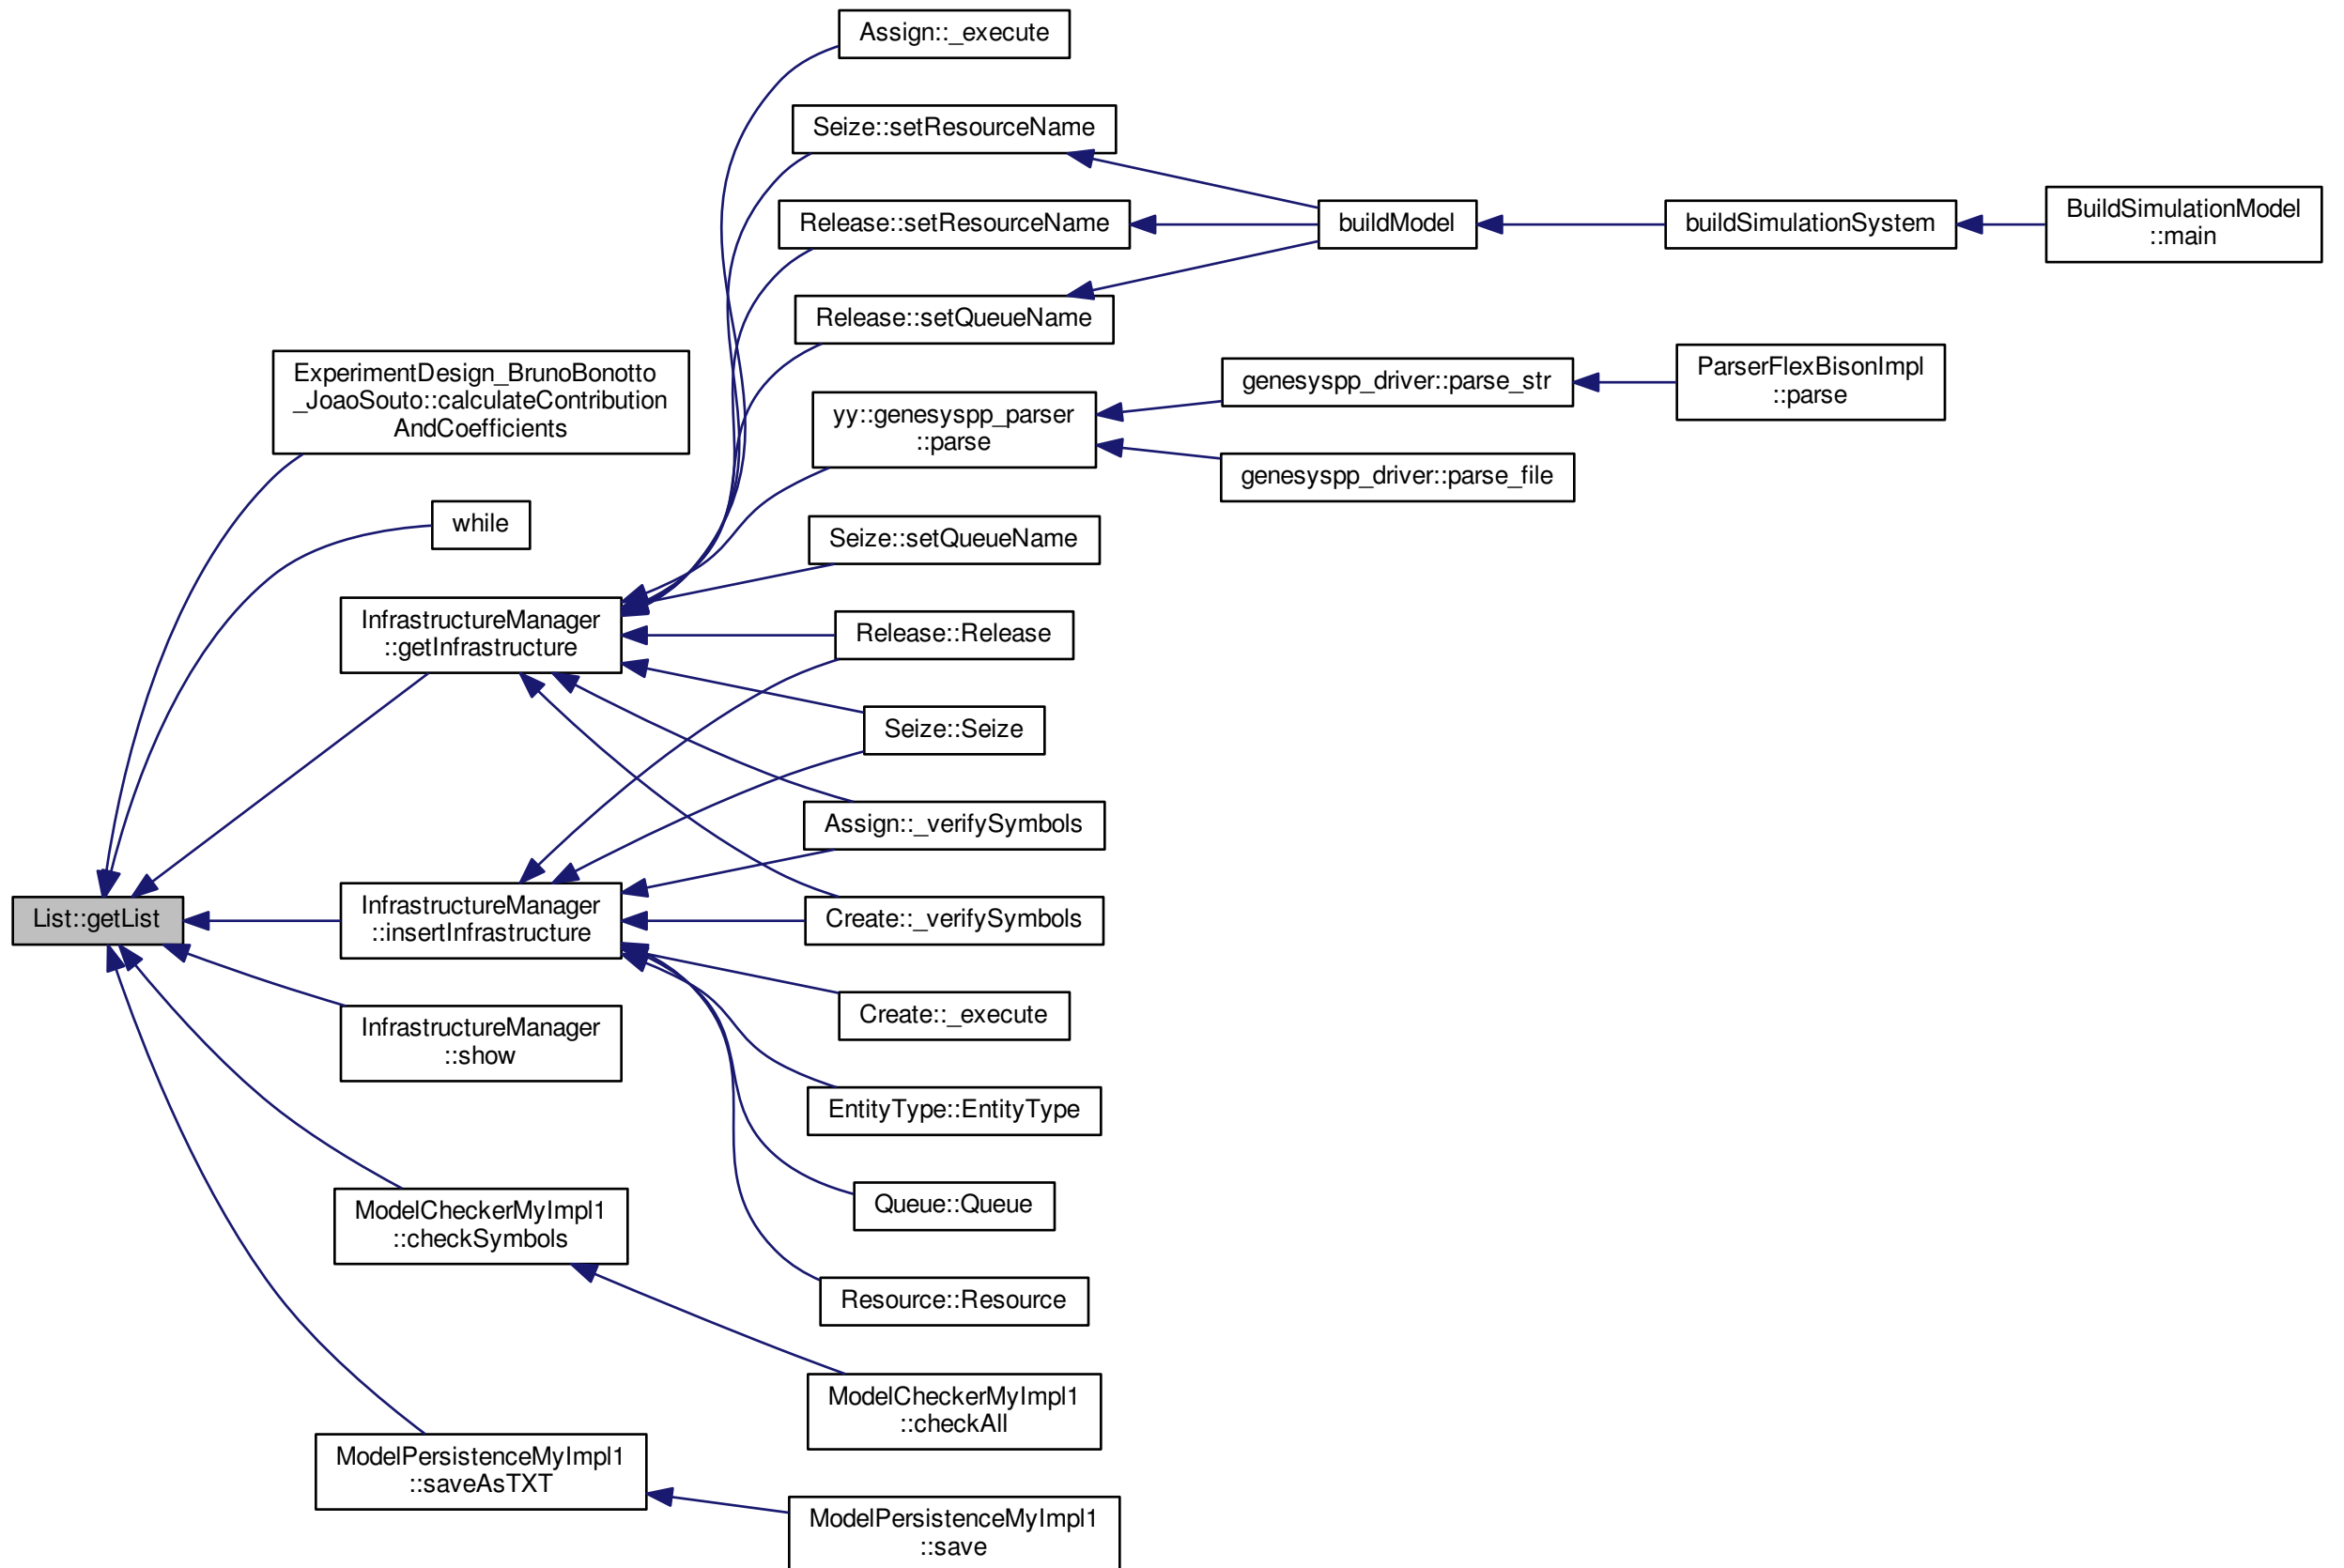 Assign::_execute
Seize::setResourceName
Release::setResourceName
buildModel
buildSimulationSystem
BuildSimulationModel
::main
Release::setQueueName
ExperimentDesign_BrunoBonotto
_JoaoSouto::calculateContribution
AndCoefficients
genesyspp_driver::parse_str
ParserFlexBisonImpl
::parse
yy::genesyspp_parser
::parse
genesyspp_driver::parse_file
while
Seize::setQueueName
InfrastructureManager
::getInfrastructure
Release::Release
Seize::Seize
Assign::_verifySymbols
List::getList
InfrastructureManager
::insertInfrastructure
Create::_verifySymbols
InfrastructureManager
::show
Create::_execute
EntityType::EntityType
Queue::Queue
ModelCheckerMyImpl1
::checkSymbols
Resource::Resource
ModelCheckerMyImpl1
::checkAll
ModelPersistenceMyImpl1
::saveAsTXT
ModelPersistenceMyImpl1
::save